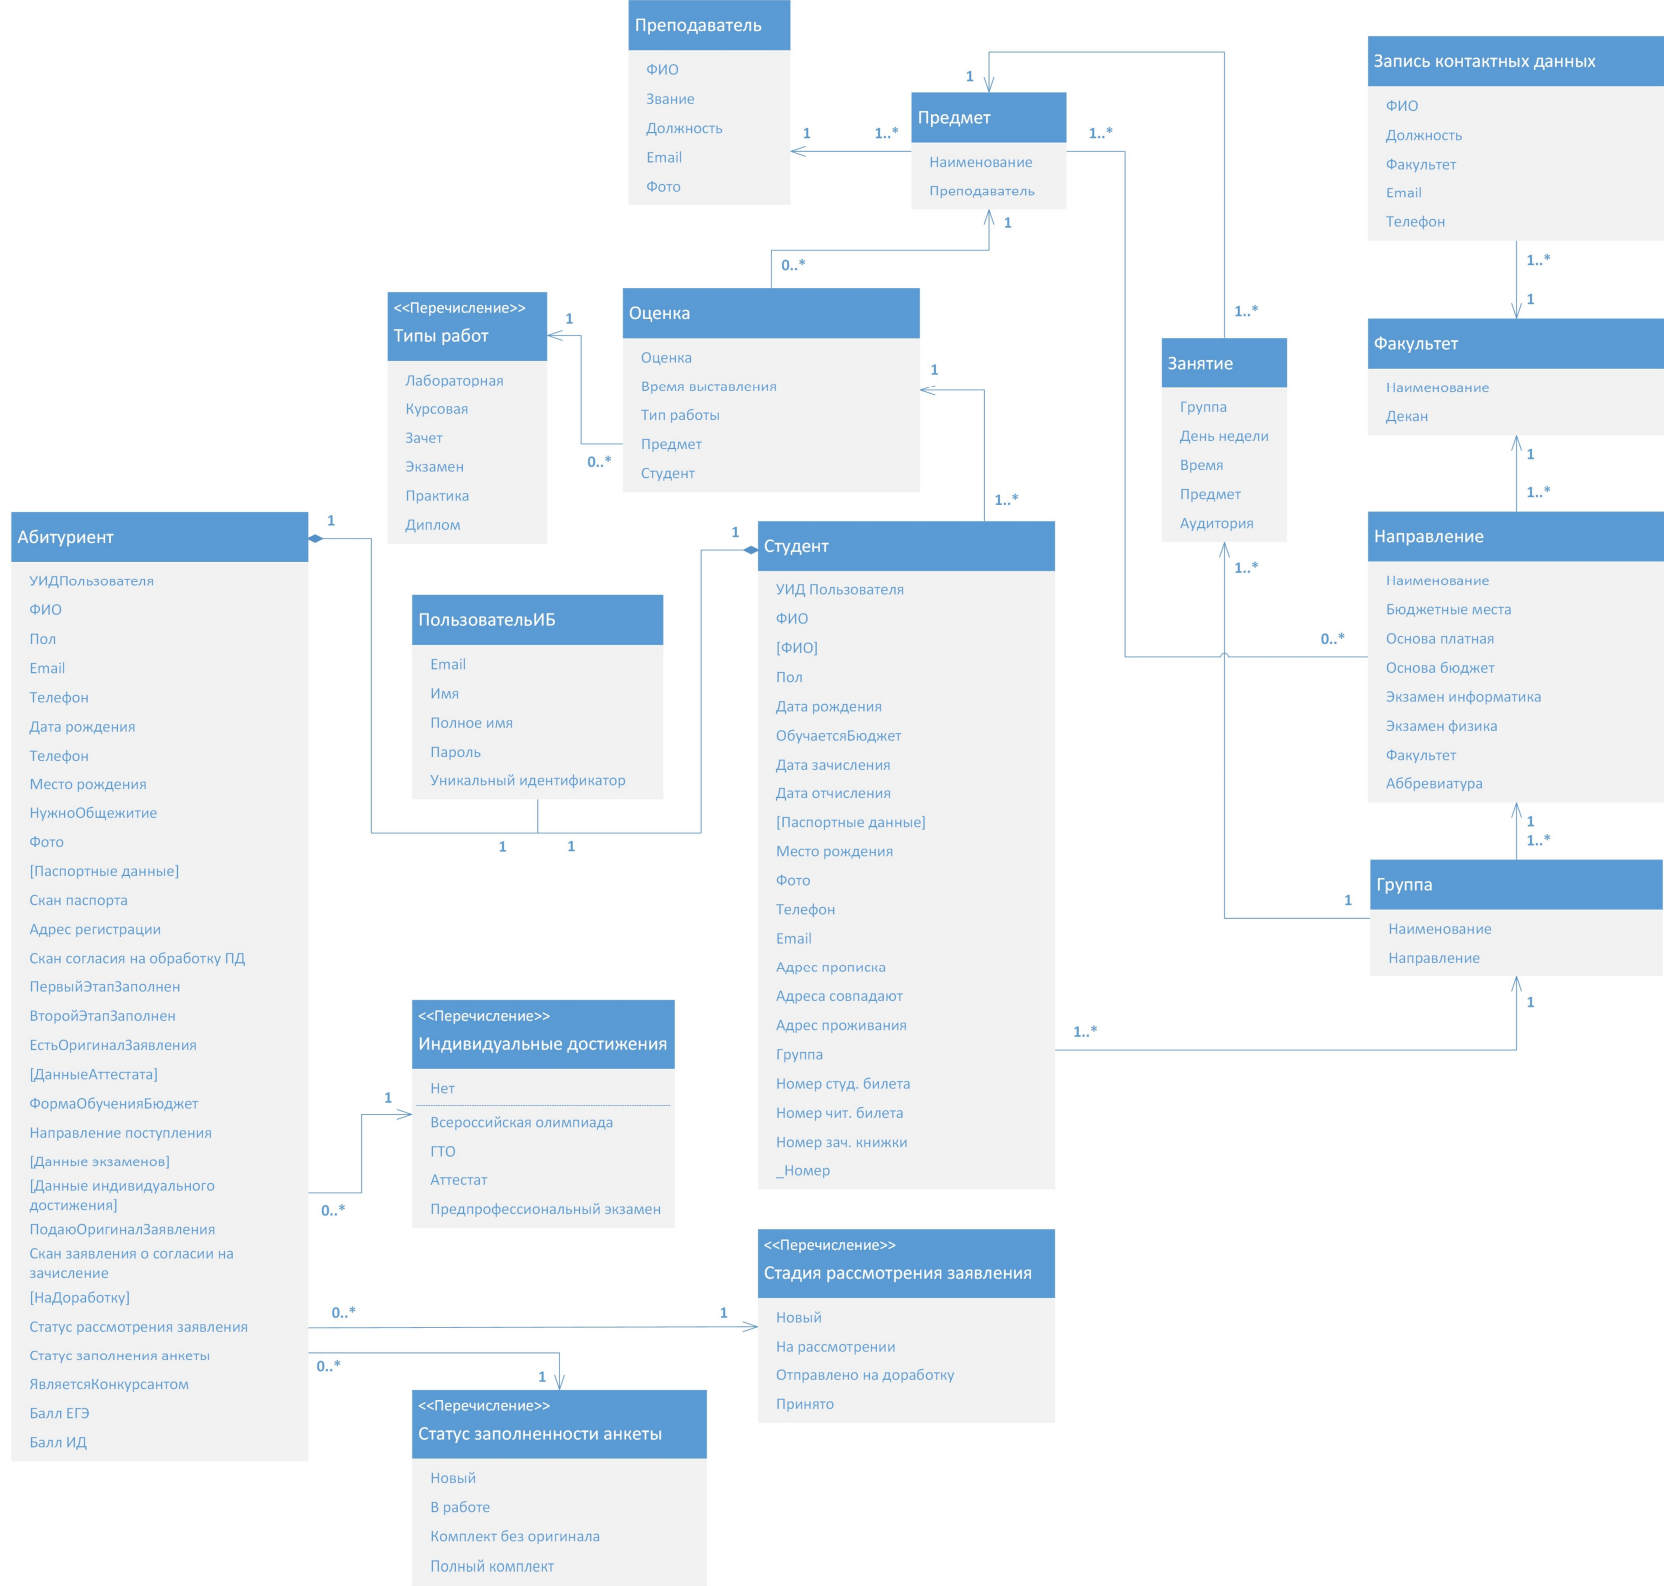 Преподаватель
ФИО
Звание
Должность
Email
Фото
1
1..*
1
Предмет
Наименование
Преподаватель
1..*
1
Запись контактных данных
ФИО
Должность
Факультет
Email
Телефон
1..*
1
Факультет
Наименование
Декан
1
1..*
<<Перечисление>>
Типы работ
Лабораторная
Курсовая
Зачет
Экзамен
Практика
Диплом
1
0..*
0..*
Оценка
Оценка
Время выставления
Тип работы
Предмет
Студент
1
1..*
1..*
Занятие
Группа
День недели
Время
Предмет
Аудитория
1..*
0..*
Направление
Наименование
Бюджетные места
Основа платная
Основа бюджет
Экзамен информатика
Экзамен физика
Факультет
Аббревиатура
1
1..*
1
Группа
Наименование
Направление
1
1..*
Абитуриент
1
УИДПользователя
ФИО
Пол
Email
Телефон
Дата рождения
Телефон
Место рождения
НужноОбщежитие
Фото
[Паспортные данные]
Скан паспорта
Адрес регистрации
Скан согласия на обработку ПД
ПервыйЭтапЗаполнен
ВторойЭтапЗаполнен
ЕстьОригиналЗаявления
[ДанныеАттестата]
ФормаОбученияБюджет
Направление поступления
[Данные экзаменов]
[Данные индивидуального
достижения]
ПодаюОригиналЗаявления
Скан заявления о согласии на
зачисление
[НаДоработку]
Статус рассмотрения заявления
Статус заполнения анкеты
ЯвляетсяКонкурсантом
Балл ЕГЭ
Балл ИД
ПользовательИБ
Email
Имя
Полное имя
Пароль
Уникальный идентификатор
1
1
1
Студент
УИД Пользователя
ФИО
[ФИО]
Пол
Дата рождения
ОбучаетсяБюджет
Дата зачисления
Дата отчисления
[Паспортные данные]
Место рождения
Фото
Телефон
Email
Адрес прописка
Адреса совпадают
Адрес проживания
Группа
Номер студ. билета
Номер чит. билета
Номер зач. книжки
_Номер
<<Перечисление>>
Индивидуальные достижения
Нет
Всероссийская олимпиада
ГТО
Аттестат
Предпрофессиональный экзамен
1
0..*
0..*
1
<<Перечисление>>
Стадия рассмотрения заявления
Новый
На рассмотрении
Отправлено на доработку
Принято
0..*
1
<<Перечисление>>
Статус заполненности анкеты
Новый
В работе
Комплект без оригинала
Полный комплект